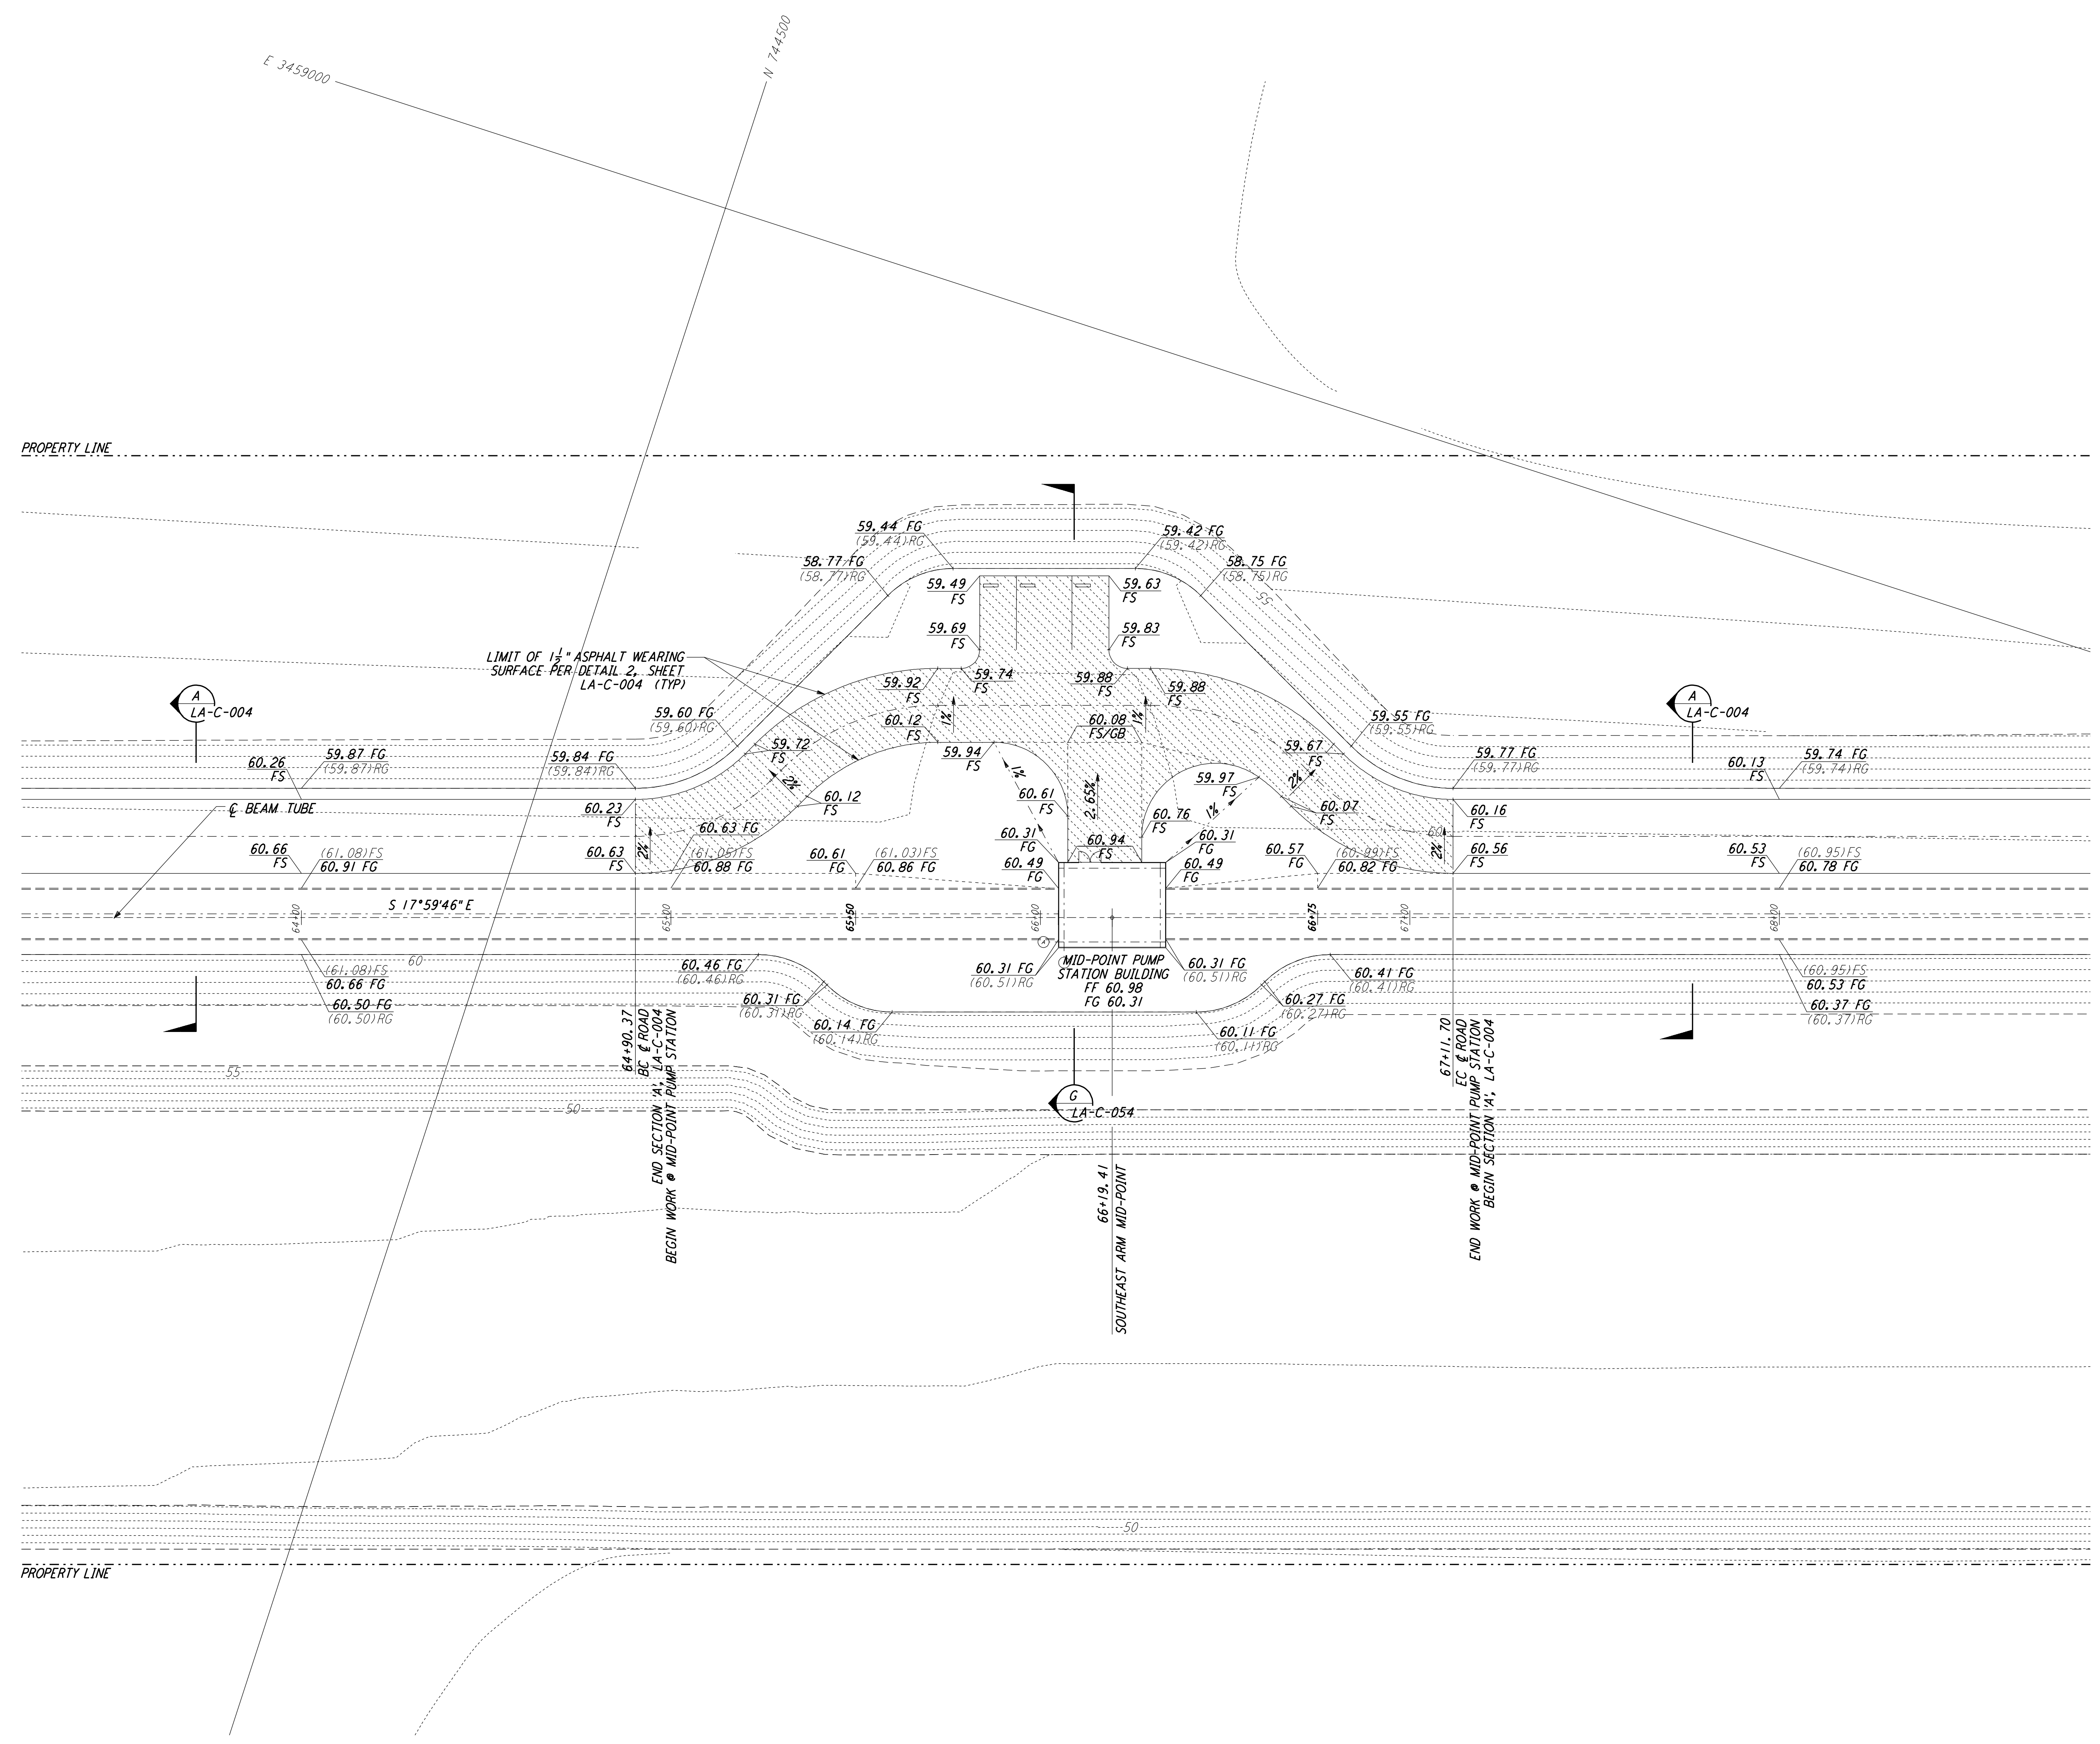 E 3459000
N 744500
PROPERTY LINE
59.44 FG
(59.44)RG
59.42 FG
(59.42)RG
58.77 FG
(58.77)RG
58.75 FG
(58.75)RG
59.49
FS
59.63
FS
55
59.69
FS
59.83
FS
LIMIT OF 1½" ASPHALT WEARING
SURFACE PER DETAIL 2, SHEET
LA-C-004 (TYP)
59.92
FS
59.74
FS
59.88
FS
59.88
FS
A
LA-C-004
A
LA-C-004
59.60 FG
(59.60)RG
60.12
FS
1%
60.08
FS/GB
1%
59.55 FG
(59.55)RG
59.72
FS
59.94
FS
59.67
FS
60.26
FS
59.87 FG
(59.87)RG
59.84 FG
(59.84)RG
2%
1%
2.65%
59.97
FS
2%
59.77 FG
(59.77)RG
60.13
FS
59.74 FG
(59.74)RG
℄ BEAM TUBE
60.23
FS
60.12
FS
60.61
FS
60.76
FS
1%
60.07
FS
60.16
FS
60
60.63 FG
60.31
FG
60.94
FS
60.31
FG
60.66
FS
(61.08)FS
60.91 FG
60.63
FS
2%
(61.05)FS
60.88 FG
60.61
FG
(61.03)FS
60.86 FG
60.49
FG
60.49
FG
60.57
FG
(60.99)FS
60.82 FG
2%
60.56
FS
60.53
FS
(60.95)FS
60.78 FG
S 17°59'46" E
64+00
65+00
65+50
66+00
66+75
67+00
68+00
60
(61.08)FS
60.66 FG
60.50 FG
(60.50)RG
60.46 FG
(60.46)RG
60.31 FG
(60.31)RG
60.14 FG
(60.14)RG
60.31 FG
(60.51)RG
MID-POINT PUMP
STATION BUILDING
FF 60.98
FG 60.31
60.31 FG
(60.51)RG
60.41 FG
(60.41)RG
60.27 FG
(60.27)RG
60.11 FG
(60.11)RG
(60.95)FS
60.53 FG
60.37 FG
(60.37)RG
64+90.37
BC ℄ ROAD
END SECTION 'A', LA-C-004
BEGIN WORK @ MID-POINT PUMP STATION
67+11.70
EC ℄ ROAD
END WORK @ MID-POINT PUMP STATION
BEGIN SECTION 'A', LA-C-004
55
50
G
LA-C-054
66+19.41
SOUTHEAST ARM MID-POINT
50
PROPERTY LINE